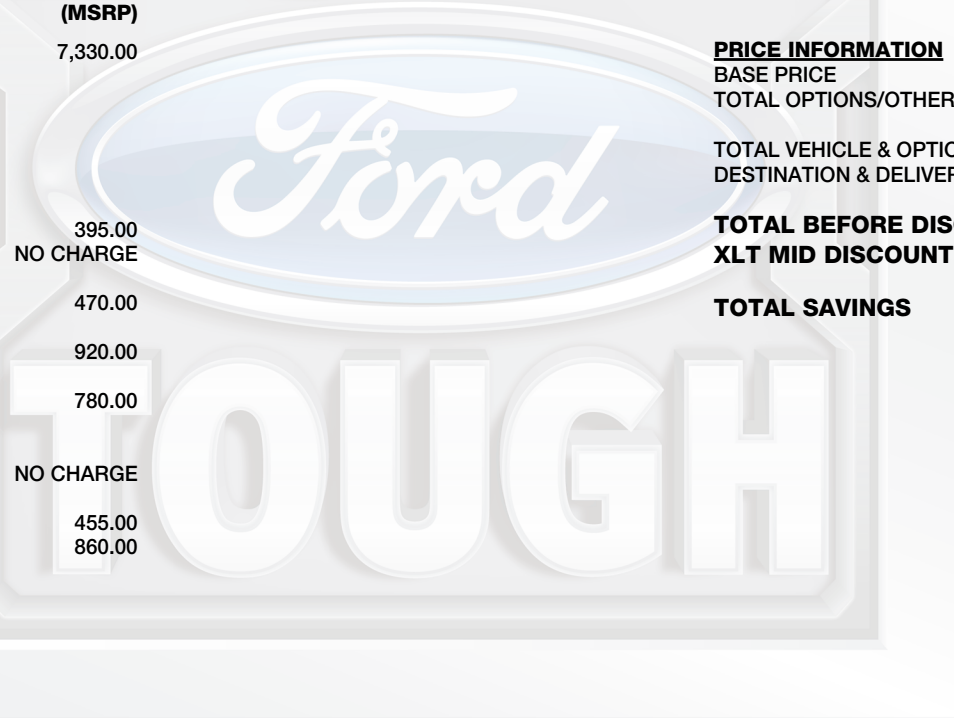 (MSRP)
7,330.00
395.00
NO CHARGE
470.00
920.00
780.00
NO CHARGE
455.00
860.00
PRICE INFORMATION
BASE PRICE
TOTAL OPTIONS/OTHER
TOTAL VEHICLE & OPTIO
DESTINATION & DELIVER
TOTAL BEFORE DIS
XLT MID DISCOUNT
TOTAL SAVINGS
Ford
TOUGH